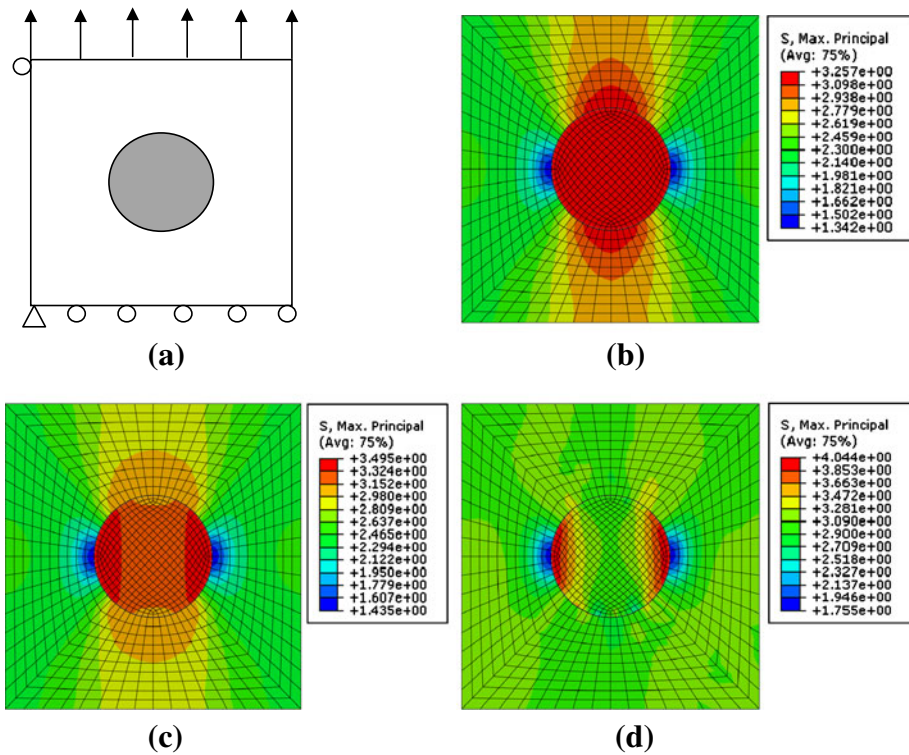 S, Max. Principal
(Avg: 75%)
+3.257e+00
+3.098e+00
+2.938e+00
+2.779e+00
+2.619e+00
+2.459e+00
+2.300e+00
+2.140e+00
+1.981e+00
+1.821e+00
+1.662e+00
+1.502e+00
+1.342e+00
(a)
(b)
S, Max. Principal
(Avg: 75%)
+3.495e+00
+3.324e+00
+3.152e+00
+2.980e+00
+2.809e+00
+2.637e+00
+2.465e+00
+2.294e+00
+2.122e+00
+1.950e+00
+1.779e+00
+1.607e+00
+1.435e+00
S, Max. Principal
(Avg: 75%)
+4.044e+00
+3.853e+00
+3.663e+00
+3.472e+00
+3.281e+00
+3.090e+00
+2.900e+00
+2.709e+00
+2.518e+00
+2.327e+00
+2.137e+00
+1.946e+00
+1.755e+00
(c)
(d)